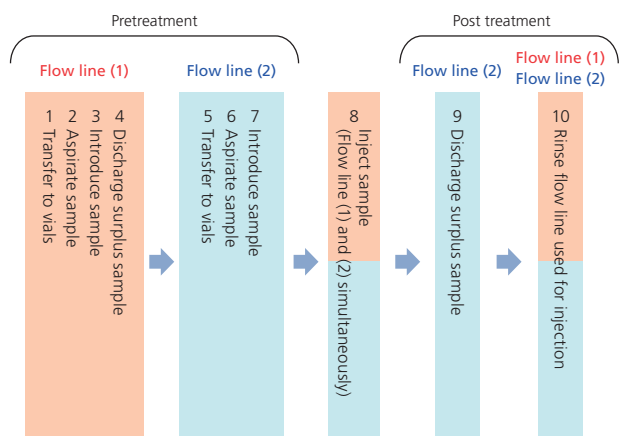 Pretreatment
Post treatment
Flow line (1)
Flow line (2)
Flow line (2)
Flow line (1)
Flow line (2)
1 Transfer to vials
2 Aspirate sample
3 Introduce sample
4 Discharge surplus sample
5 Transfer to vials
6 Aspirate sample
7 Introduce sample
8 Inject sample
(Flow line (1) and (2) simultaneously)
9 Discharge surplus sample
10 Rinse flow line used for injection